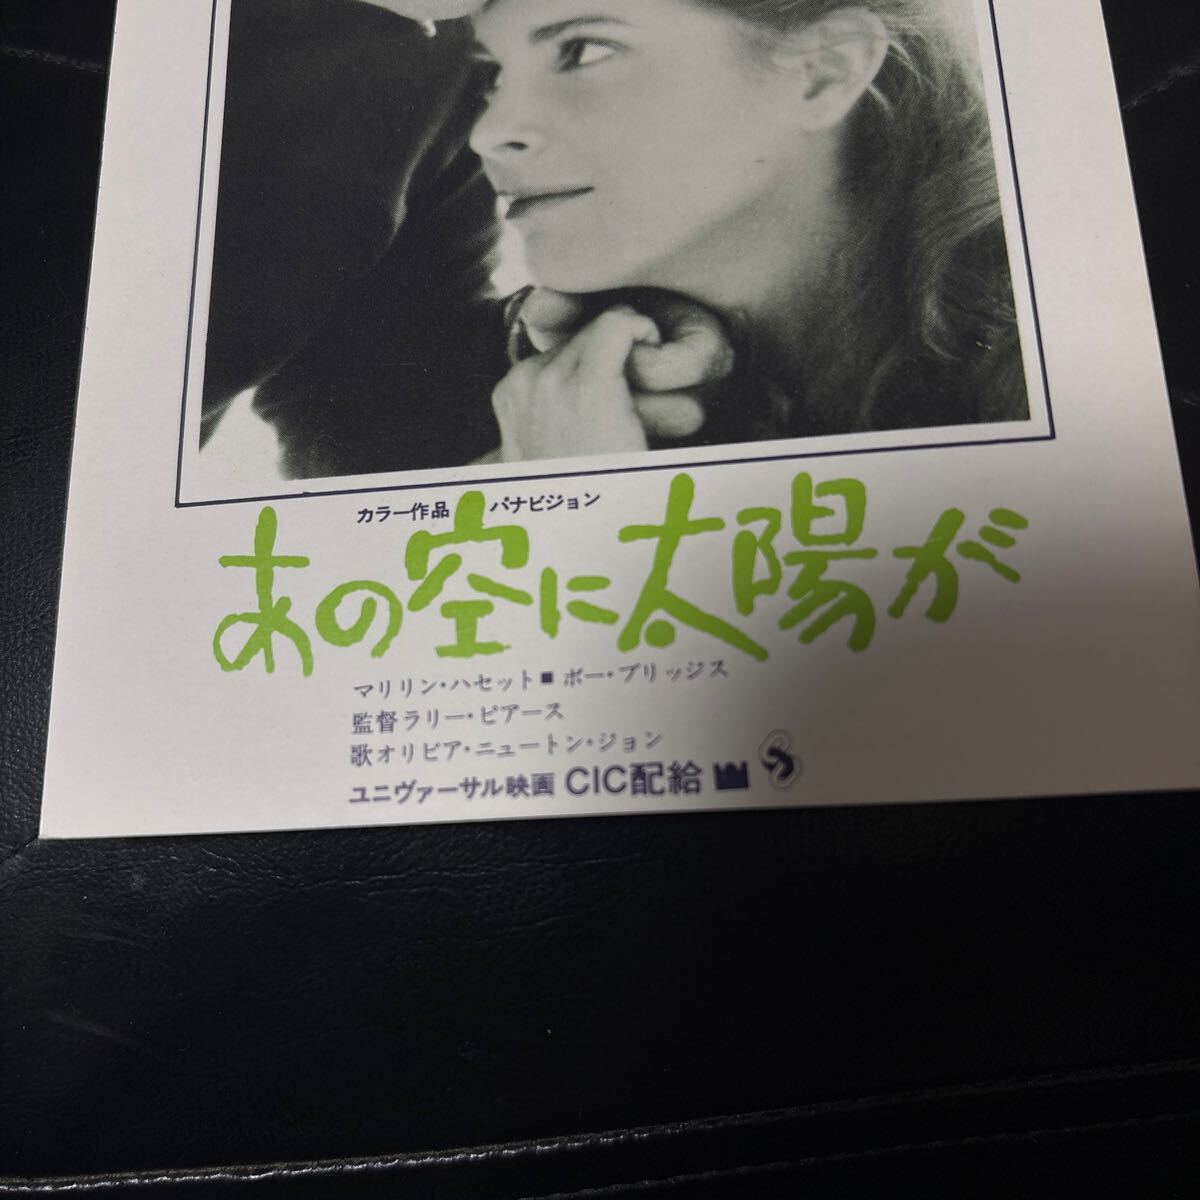 カラー作品 パナビジョン
あの空に太陽が
マリリン・ハセット■ボー・ブリッジス
監督ラリー・ピアース
歌オリビア・ニュートン・ジョン
ユニヴァーサル映画 CIC配給